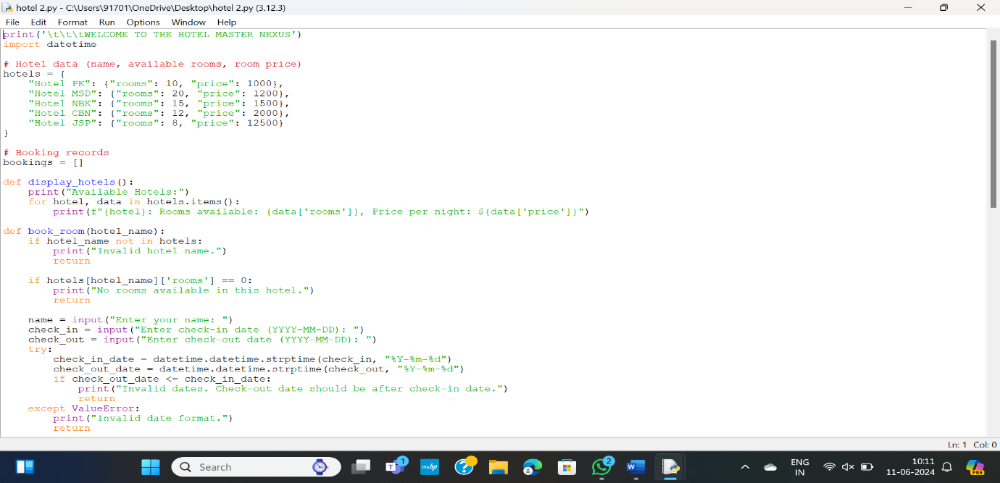 hotel 2.py - C:\Users\91701\OneDrive\Desktop\hotel 2.py (3.12.3)
File Edit Format Run Options Window Help
print('\t\t\tWELCOME TO THE HOTEL MASTER NEXUS')
import datetime

# Hotel data (name, available rooms, room price)
hotels = {
    "Hotel PK": {"rooms": 10, "price": 1000},
    "Hotel MSD": {"rooms": 20, "price": 1200},
    "Hotel NBK": {"rooms": 15, "price": 1500},
    "Hotel CBN": {"rooms": 12, "price": 2000},
    "Hotel JSP": {"rooms": 8, "price": 12500}
}

# Booking records
bookings = []

def display_hotels():
    print("Available Hotels:")
    for hotel, data in hotels.items():
        print(f"{hotel}: Rooms available: {data['rooms']}, Price per night: ${data['price']}")

def book_room(hotel_name):
    if hotel_name not in hotels:
        print("Invalid hotel name.")
        return

    if hotels[hotel_name]['rooms'] == 0:
        print("No rooms available in this hotel.")
        return

    name = input("Enter your name: ")
    check_in = input("Enter check-in date (YYYY-MM-DD): ")
    check_out = input("Enter check-out date (YYYY-MM-DD): ")
    try:
        check_in_date = datetime.datetime.strptime(check_in, "%Y-%m-%d")
        check_out_date = datetime.datetime.strptime(check_out, "%Y-%m-%d")
        if check_out_date <= check_in_date:
            print("Invalid dates. Check-out date should be after check-in date.")
            return
    except ValueError:
        print("Invalid date format.")
        return
Ln: 1 Col: 0
Search
1
myhp
2
W
ENG
IN
10:11
11-06-2024
PRE